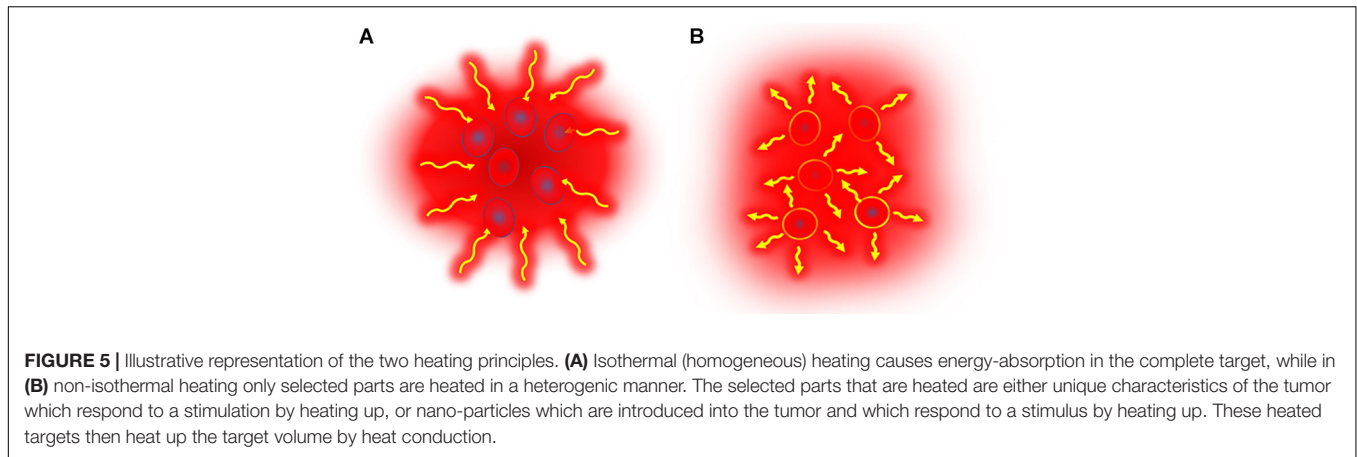 A
B
FIGURE 5 | Illustrative representation of the two heating principles. (A) Isothermal (homogeneous) heating causes energy-absorption in the complete target, while in
(B) non-isothermal heating only selected parts are heated in a heterogenic manner. The selected parts that are heated are either unique characteristics of the tumor
which respond to a stimulation by heating up, or nano-particles which are introduced into the tumor and which respond to a stimulus by heating up. These heated
targets then heat up the target volume by heat conduction.